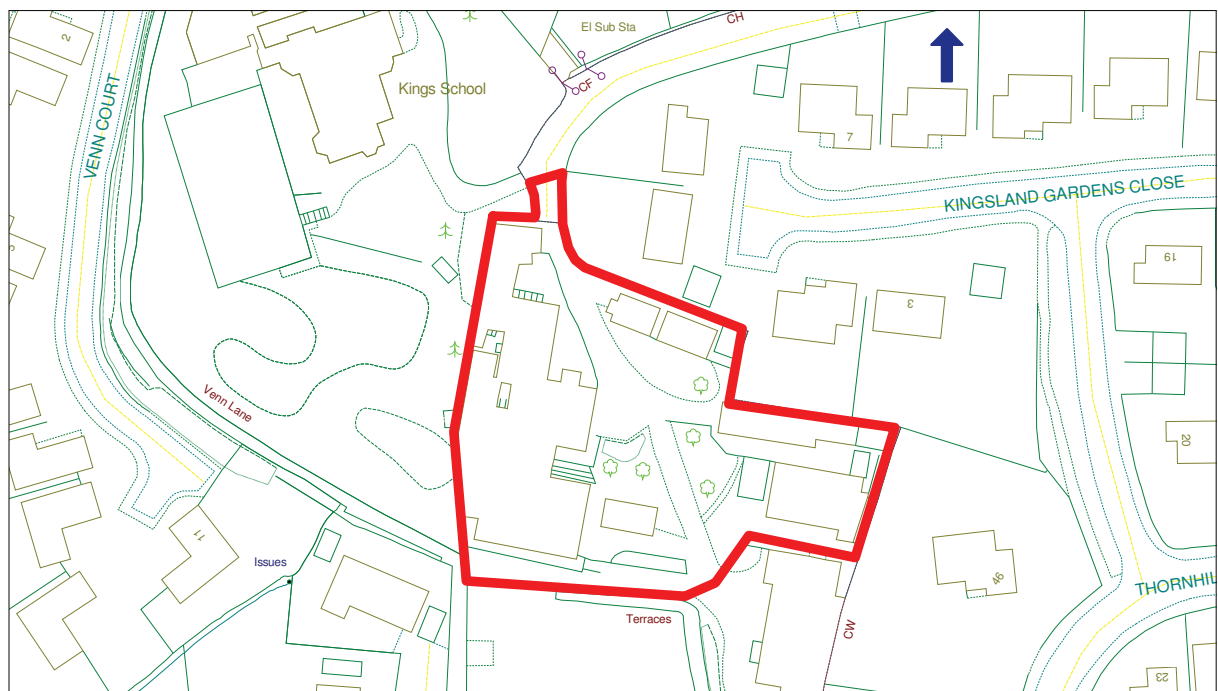 El Sub Sta
CH
2
CF
Kings School
VENN COURT
7
KINGSLAND GARDENS CLOSE
19
3
Venn Lane
20
11
Issues
46
THORNHIL
Terraces
CW
23